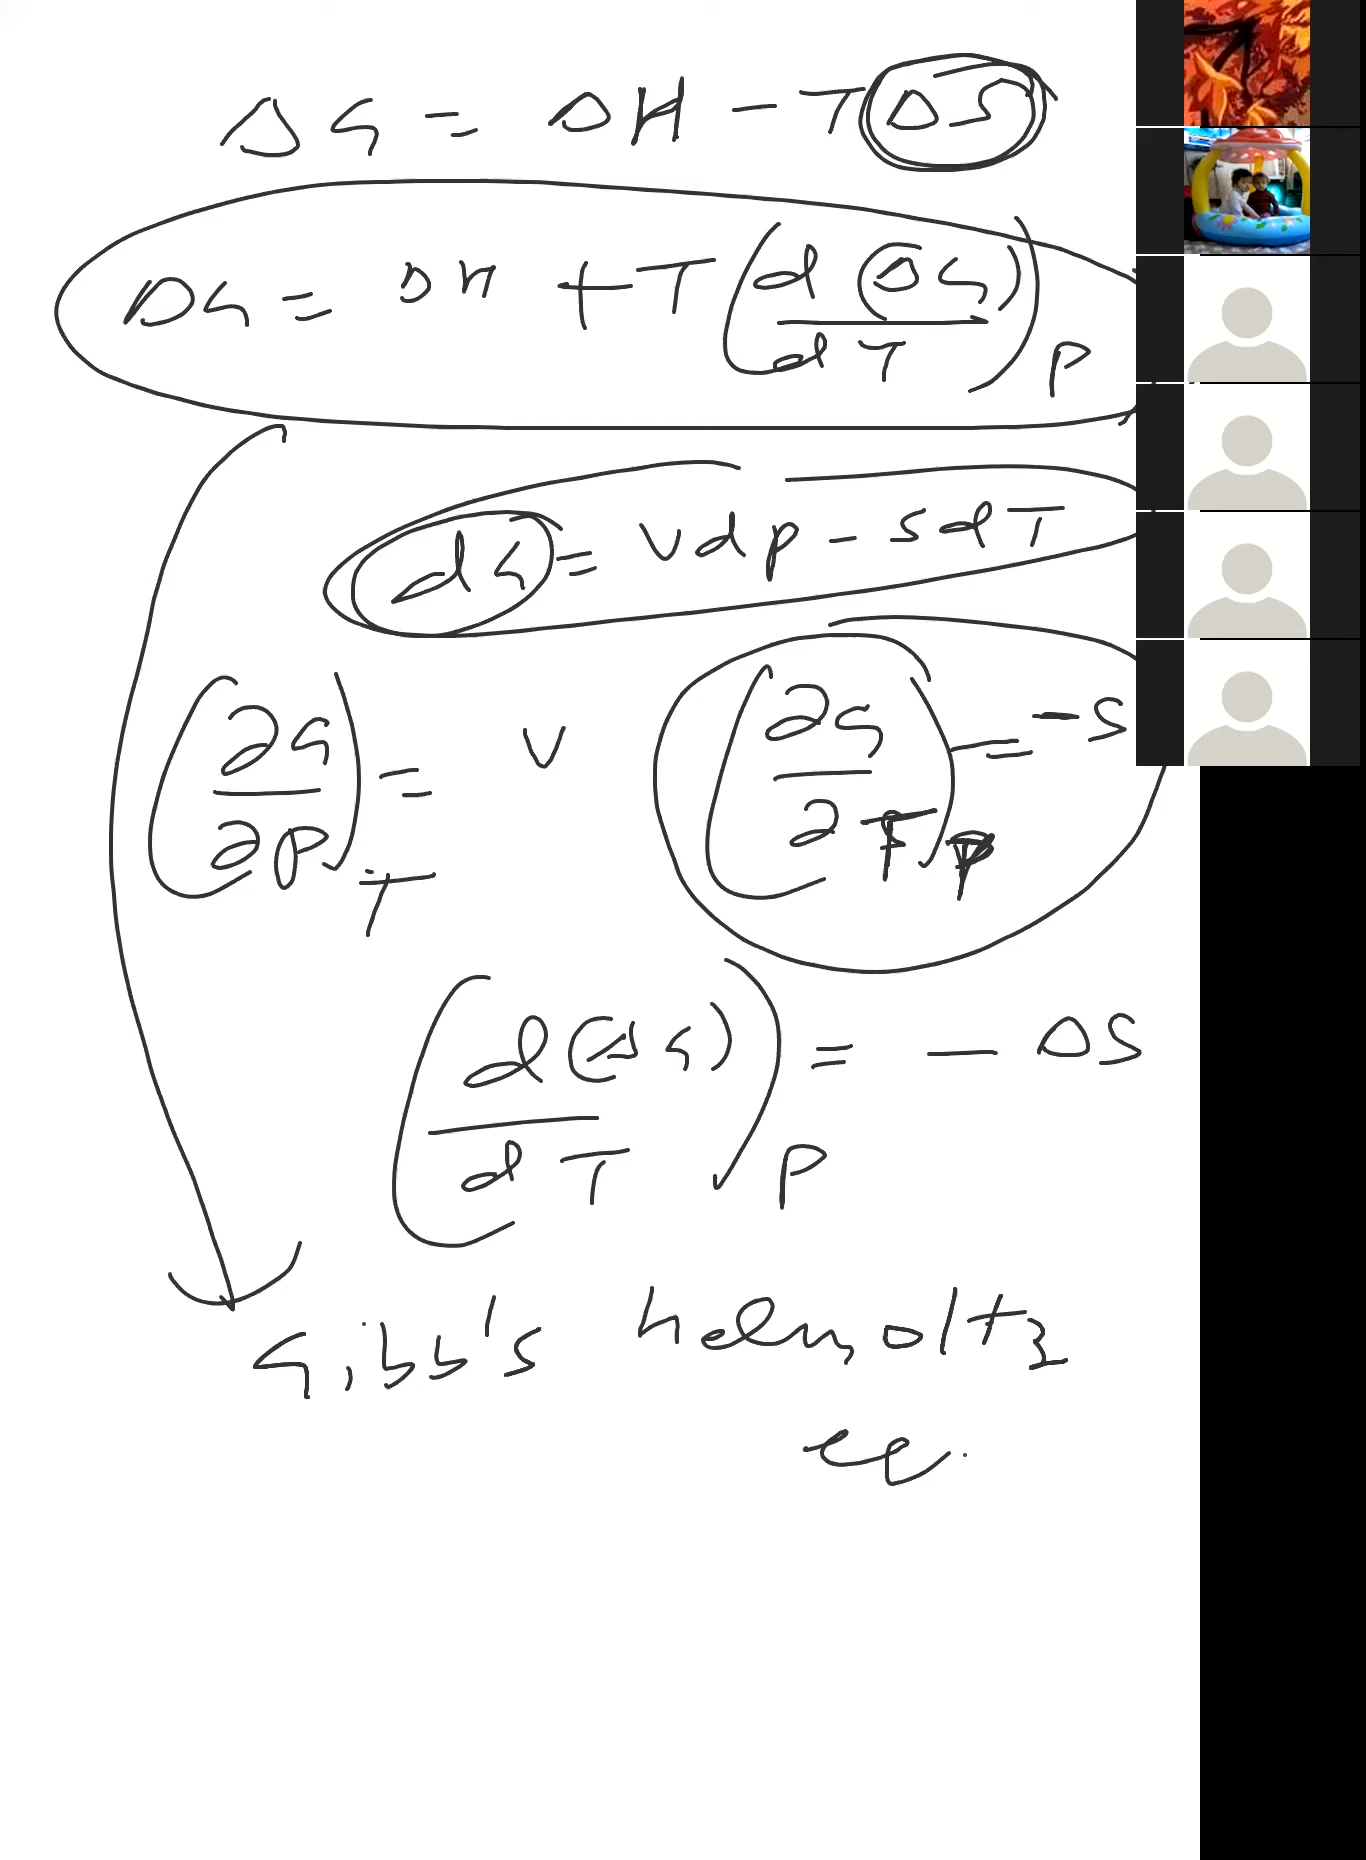 ΔG = ΔH - TΔS
ΔG = ΔH + T (d(ΔG)/dT)P
dG = vdp - sdT
(∂G/∂P)T = V (∂G/∂T)P = -S
(d(ΔG)/dT)P = - ΔS
Gibb's helmoltz
eq.